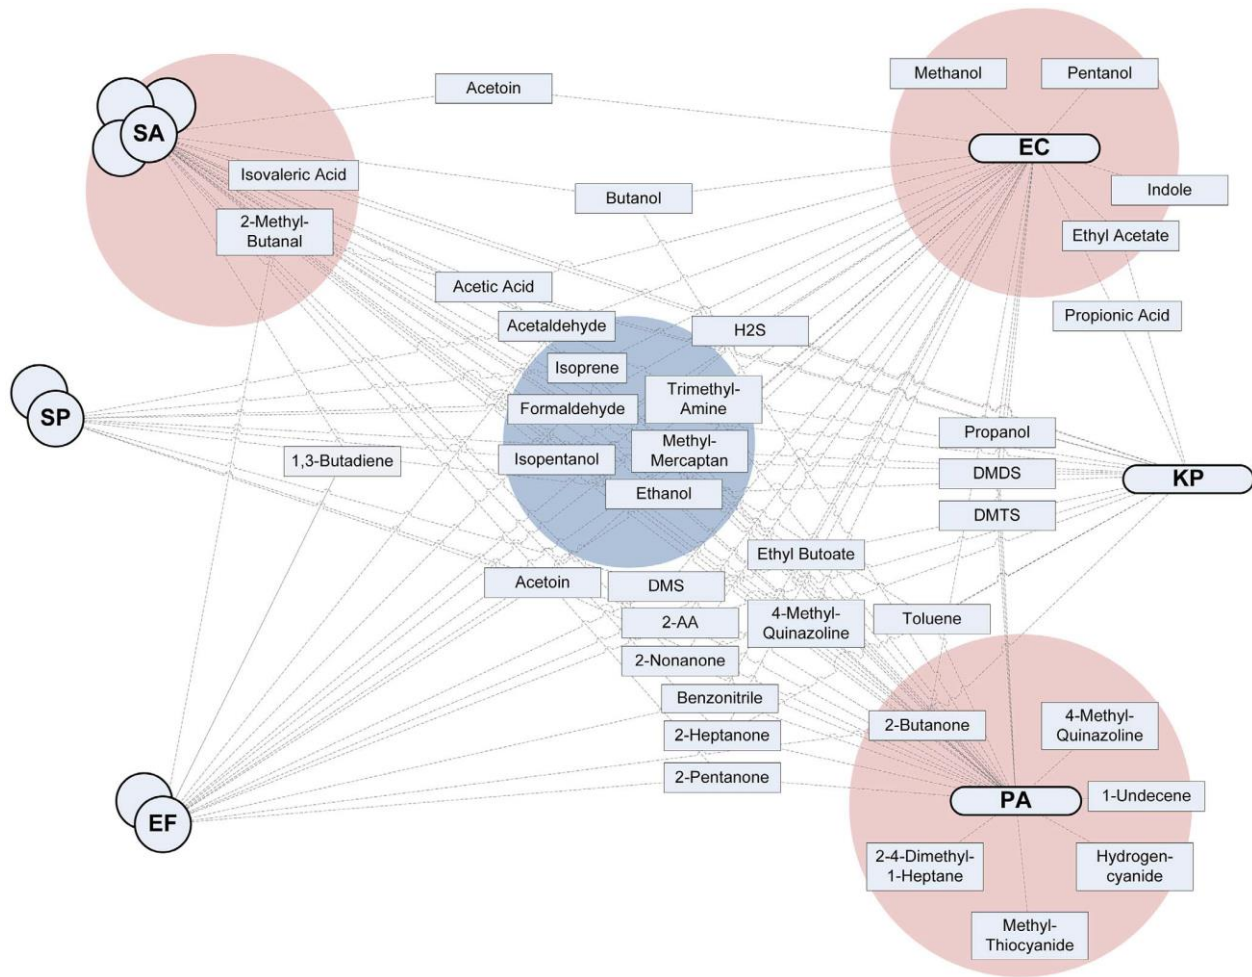 Methanol
Pentanol
Acetoin
SA
EC
Isovaleric Acid
Indole
Butanol
2-Methyl-
Butanal
Ethyl Acetate
Acetic Acid
Propionic Acid
Acetaldehyde
H2S
Isoprene
Trimethyl-
Amine
Formaldehyde
SP
Propanol
Methyl-
Mercaptan
1,3-Butadiene
Isopentanol
DMDS
KP
Ethanol
DMTS
Ethyl Butoate
Acetoin
DMS
4-Methyl-
Quinazoline
2-AA
Toluene
2-Nonanone
Benzonitrile
2-Heptanone
2-Butanone
4-Methyl-
Quinazoline
2-Pentanone
PA
1-Undecene
EF
2-4-Dimethyl-
1-Heptane
Hydrogen-
cyanide
Methyl-
Thiocyanide